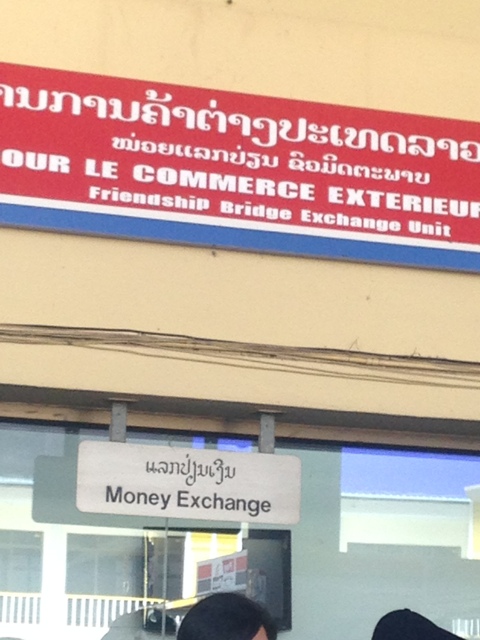 ານການຄ້າຕ່າງປະເທດລາວ
ໜ່ອຍແລກປ່ຽນ ຂົວມິດຕະພາບ
OUR LE COMMERCE EXTERIEUR
Friendship Bridge Exchange Unit
ແລກປ່ຽນເງິນ
Money Exchange